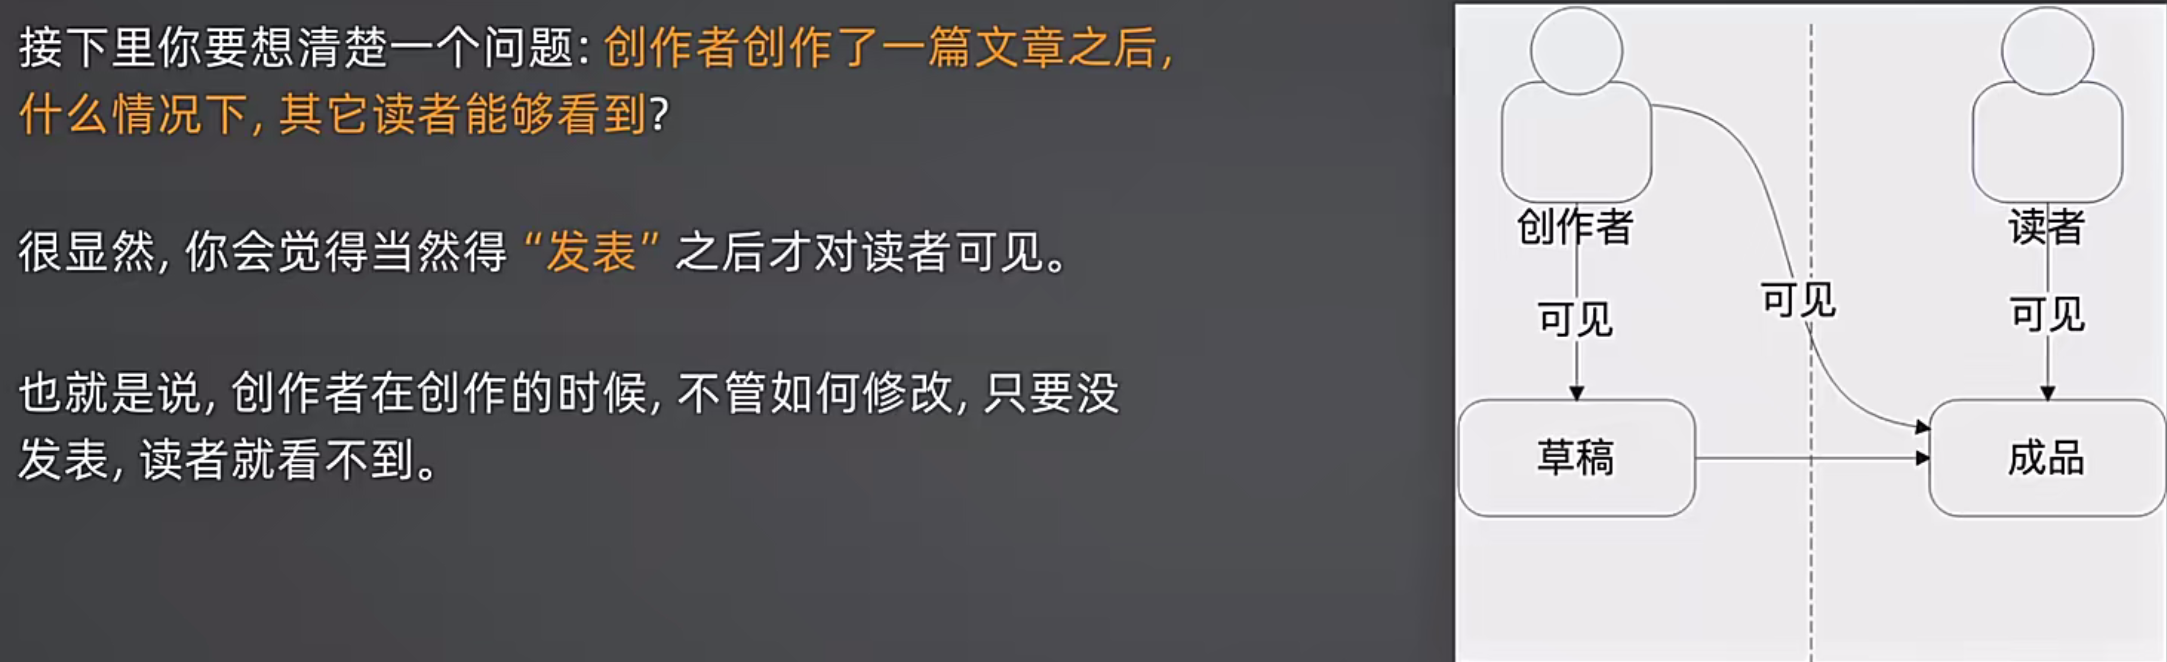 接下里你要想清楚一个问题：创作者创作了一篇文章之后，
什么情况下，其它读者能够看到？
很显然，你会觉得当然得“发表”之后才对读者可见。
也就是说，创作者在创作的时候，不管如何修改，只要没
发表，读者就看不到。
创作者
读者
可见
可见
可见
草稿
成品